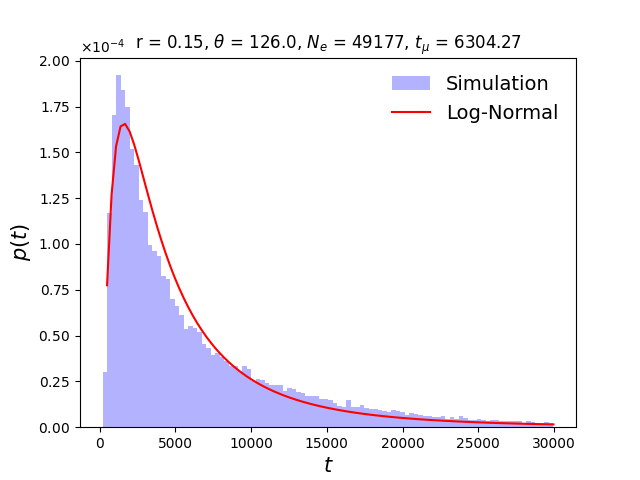 ×10⁻⁴ r = 0.15, θ = 126.0, Nₑ = 49177, t_μ = 6304.27
2.00
1.75
1.50
1.25
1.00
0.75
0.50
0.25
0.00
p(t)
Simulation
Log-Normal
0 5000 10000 15000 20000 25000 30000
t